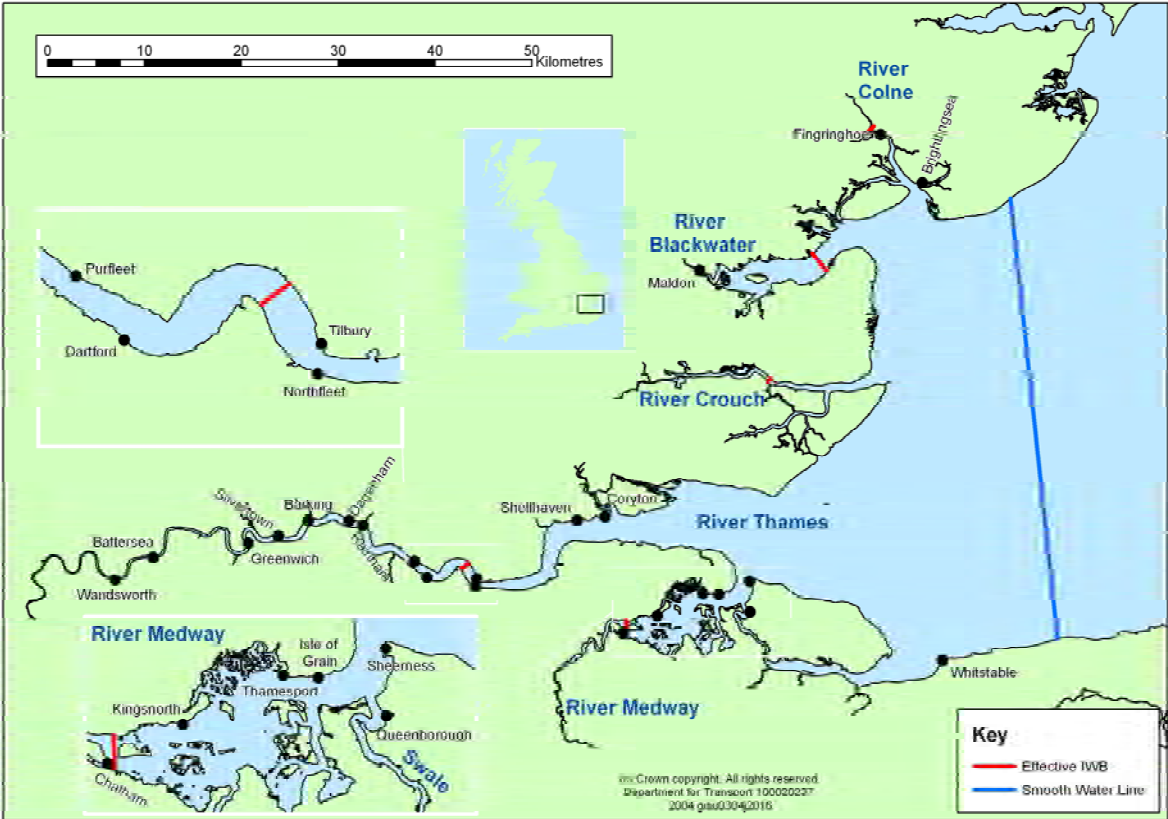 0 10 20 30 40 50
Kilometres
River
Colne
Fingringhoe
Brightlingsea
River
Blackwater
Maldon
Purfleet
Dartford
Tilbury
Northfleet
River Crouch
Silvertown
Barking
Dagenham
Battersea
Greenwich
Wandsworth
Shellhaven
Coryton
River Thames
River Medway
Isle of
Grain
Sheerness
Thamesport
Kingsnorth
Queenborough
Chatham
Swale
River Medway
Whitstable
Key
Effective IWB
Smooth Water Line
Crown copyright. All rights reserved
Department for Transport 100020237
2004